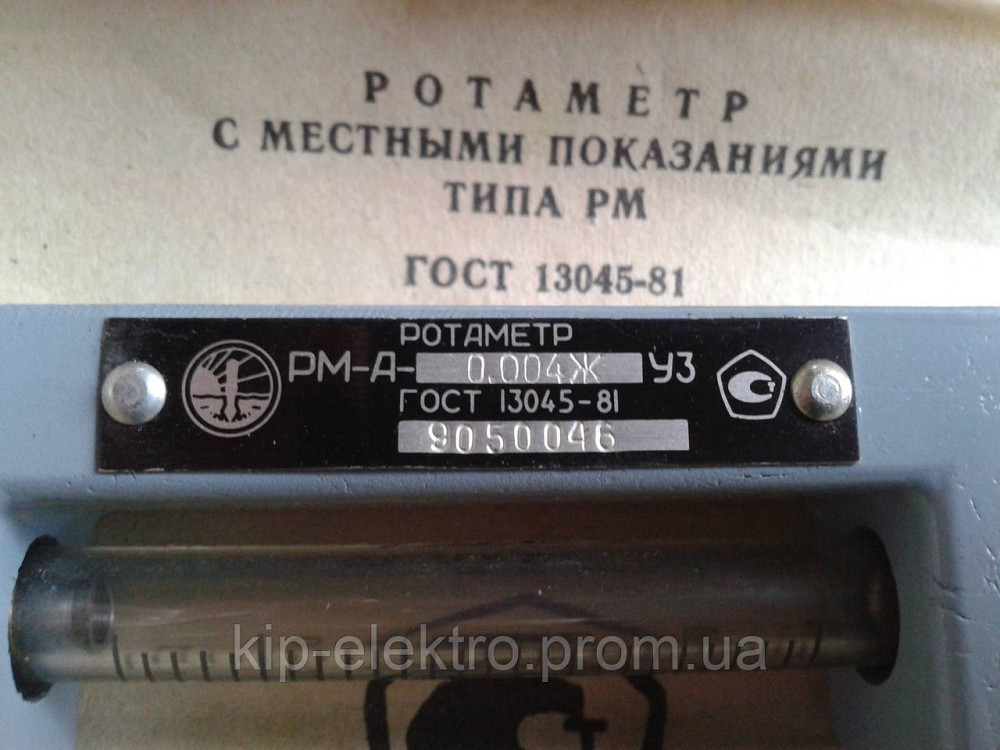 РОТАМЕТР
С МЕСТНЫМИ ПОКАЗАНИЯМИ
ТИПА РМ
ГОСТ 13045-81
РОТАМЕТР
РМ-А- 0.004Ж У3
ГОСТ 13045-81
9050046
kip-elektro.prom.ua